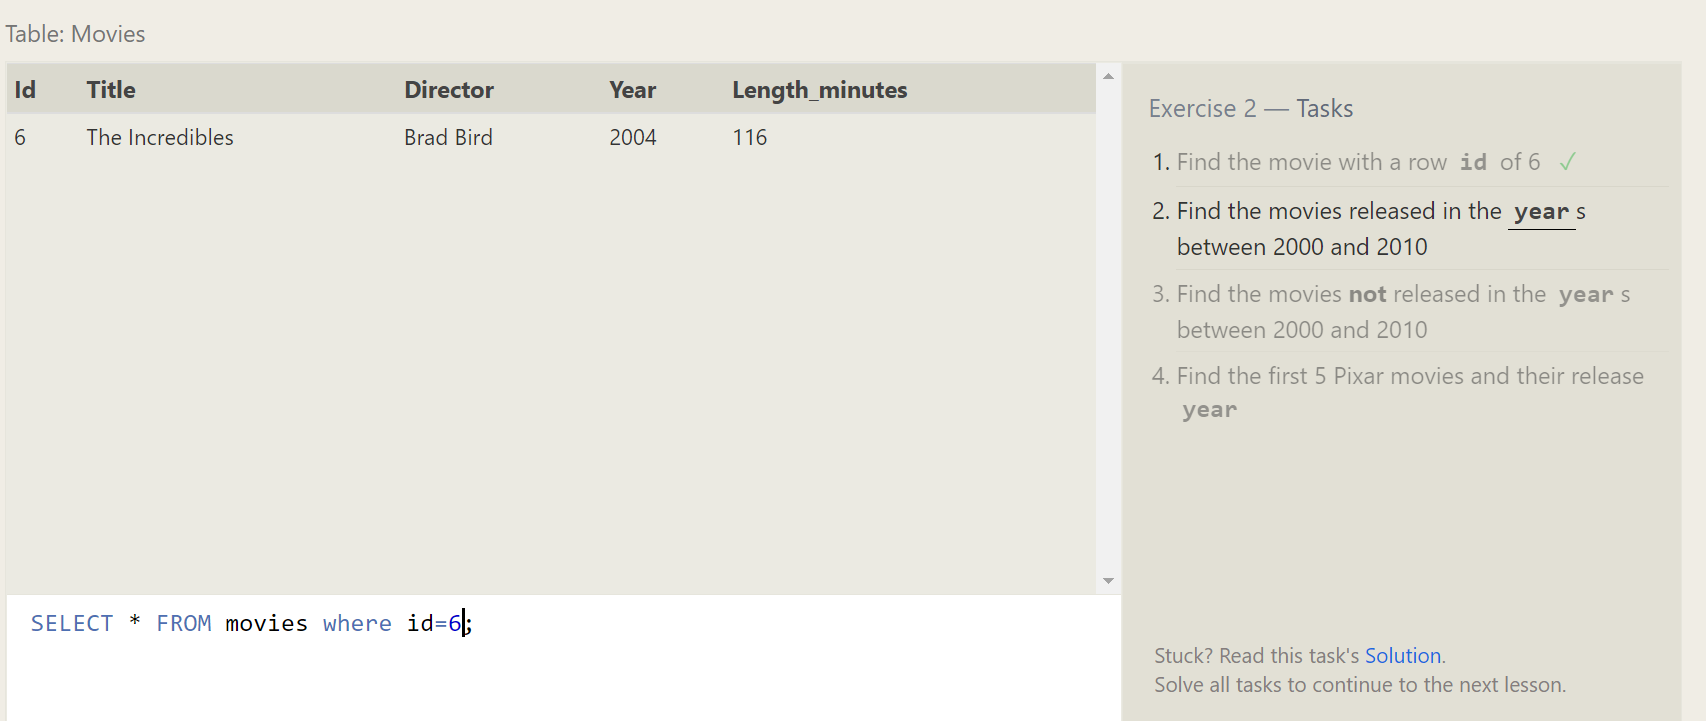 Table: Movies
Id Title Director Year Length_minutes
6 The Incredibles Brad Bird 2004 116
SELECT * FROM movies where id=6;
Exercise 2 — Tasks
1. Find the movie with a row id of 6 ✓
2. Find the movies released in the years
between 2000 and 2010
3. Find the movies not released in the years
between 2000 and 2010
4. Find the first 5 Pixar movies and their release
year
Stuck? Read this task's Solution.
Solve all tasks to continue to the next lesson.